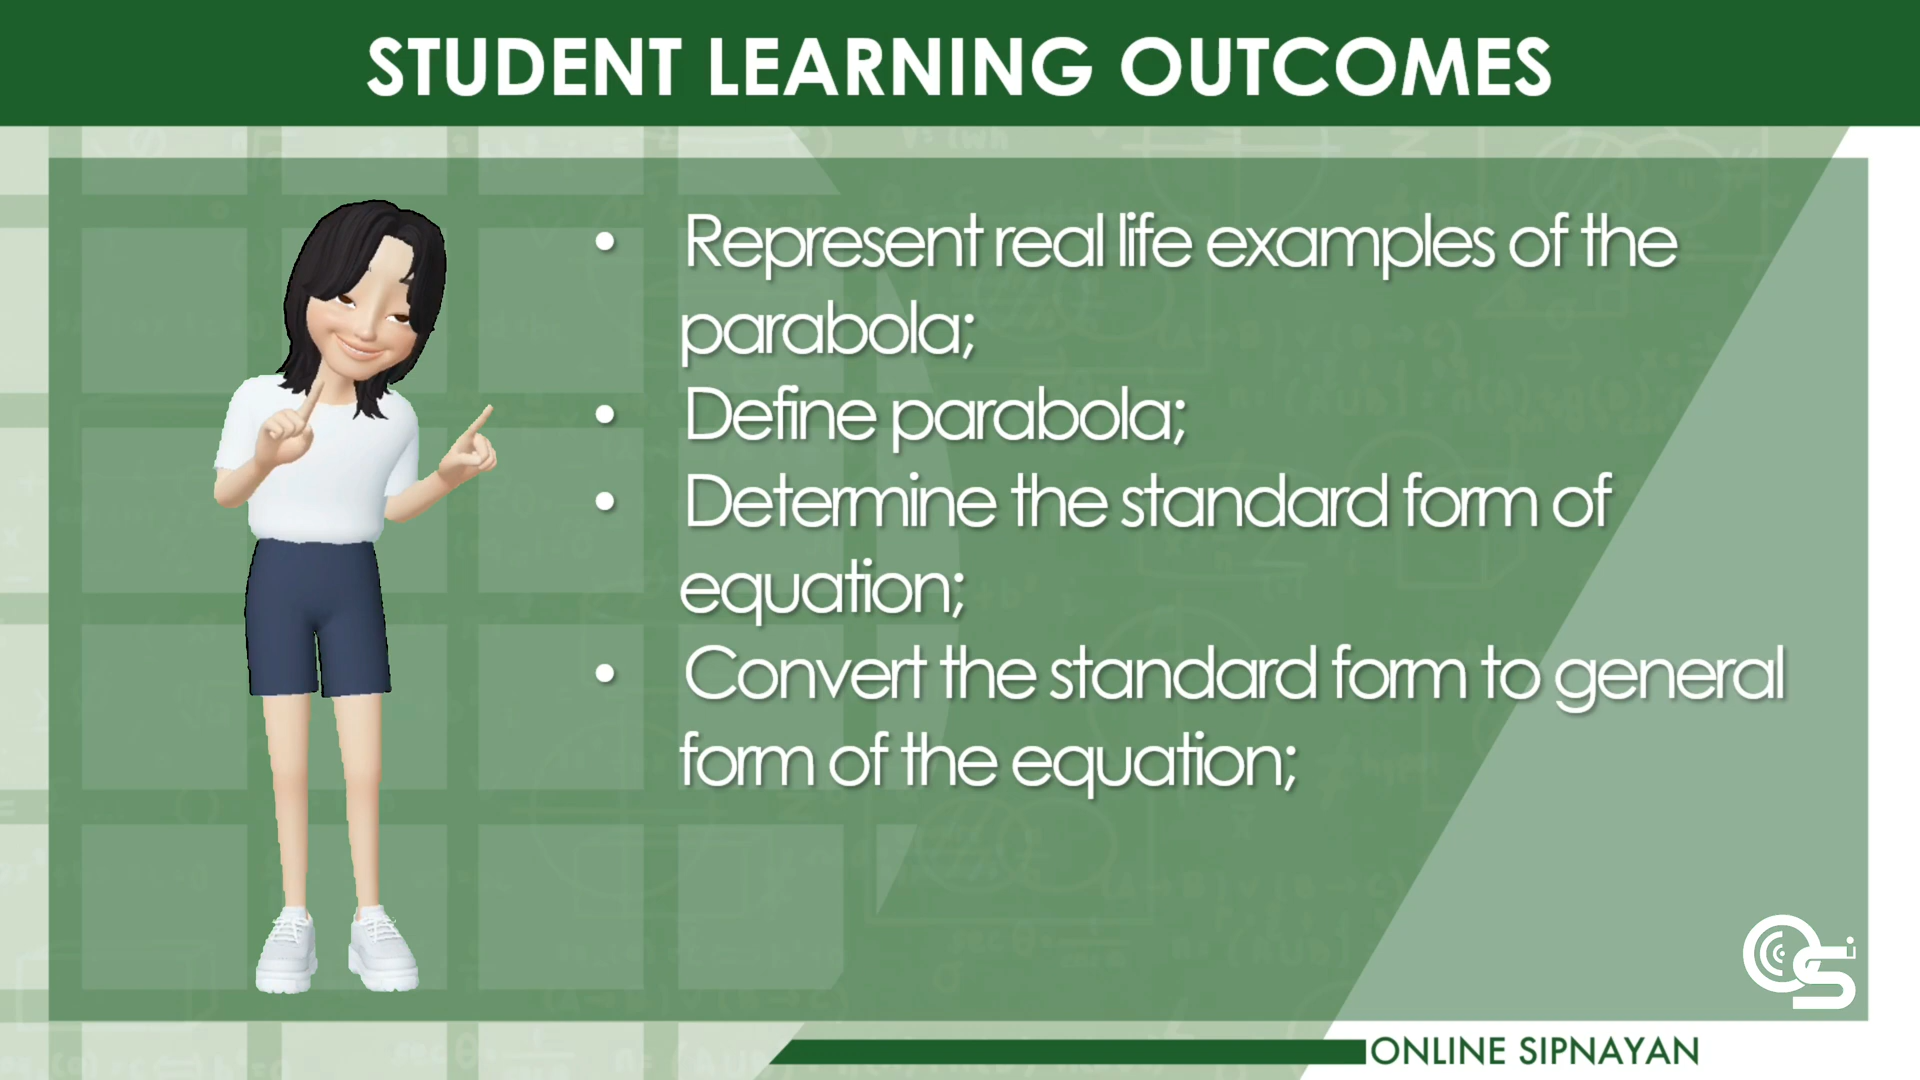 STUDENT LEARNING OUTCOMES
• Represent real life examples of the
parabola;
• Define parabola;
• Determine the standard form of
equation;
• Convert the standard form to general
form of the equation;
ONLINE SIPNAYAN